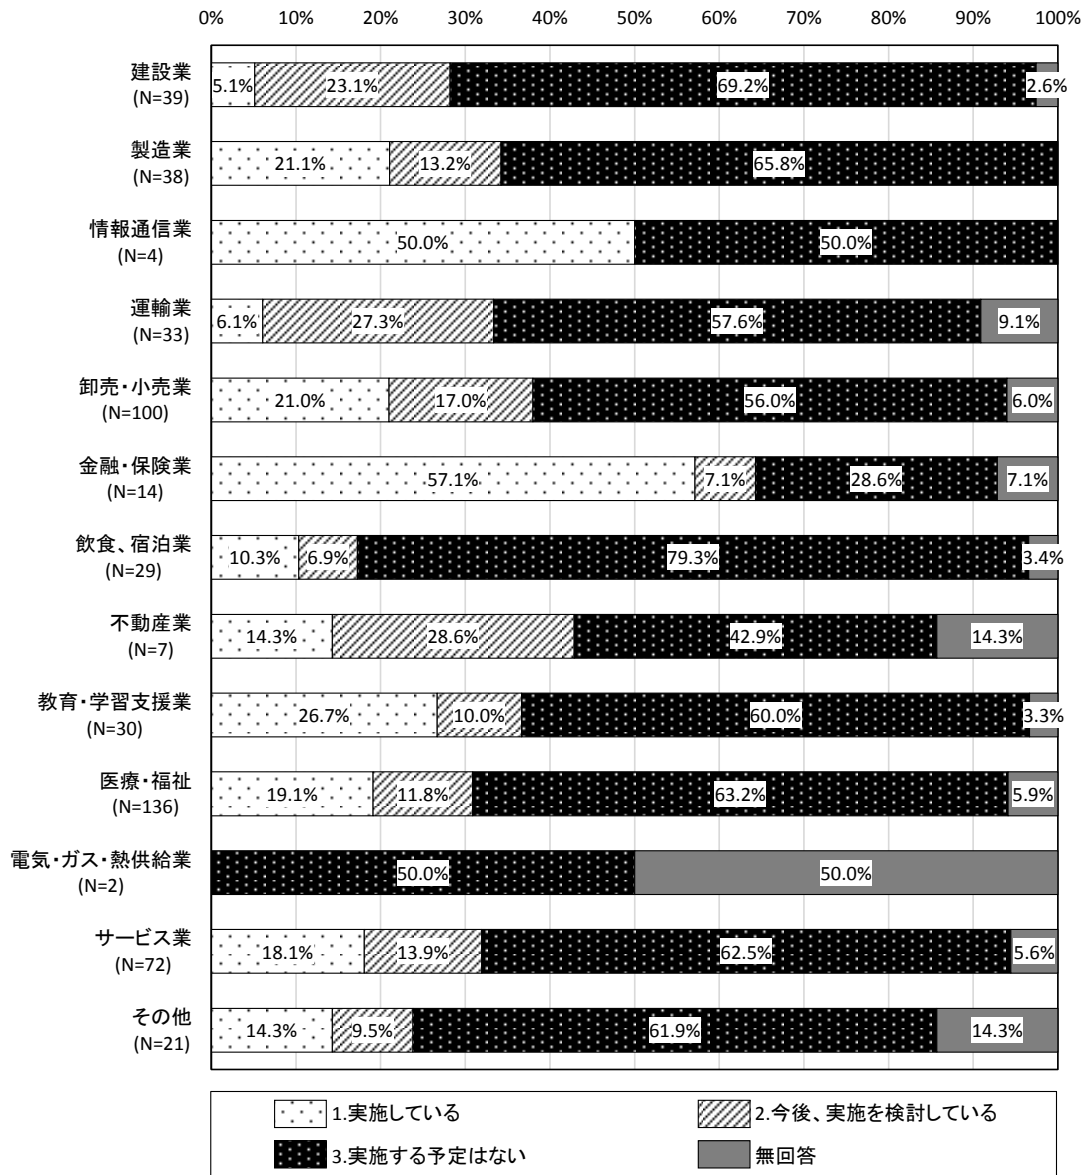 0% 10% 20% 30% 40% 50% 60% 70% 80% 90% 100%
建設業
(N=39)
5.1% 23.1% 69.2% 2.6%
製造業
(N=38)
21.1% 13.2% 65.8%
情報通信業
(N=4)
50.0% 50.0%
運輸業
(N=33)
6.1% 27.3% 57.6% 9.1%
卸売・小売業
(N=100)
21.0% 17.0% 56.0% 6.0%
金融・保険業
(N=14)
57.1% 7.1% 28.6% 7.1%
飲食、宿泊業
(N=29)
10.3% 6.9% 79.3% 3.4%
不動産業
(N=7)
14.3% 28.6% 42.9% 14.3%
教育・学習支援業
(N=30)
26.7% 10.0% 60.0% 3.3%
医療・福祉
(N=136)
19.1% 11.8% 63.2% 5.9%
電気・ガス・熱供給業
(N=2)
50.0% 50.0%
サービス業
(N=72)
18.1% 13.9% 62.5% 5.6%
その他
(N=21)
14.3% 9.5% 61.9% 14.3%
1.実施している 2.今後、実施を検討している
3.実施する予定はない 無回答